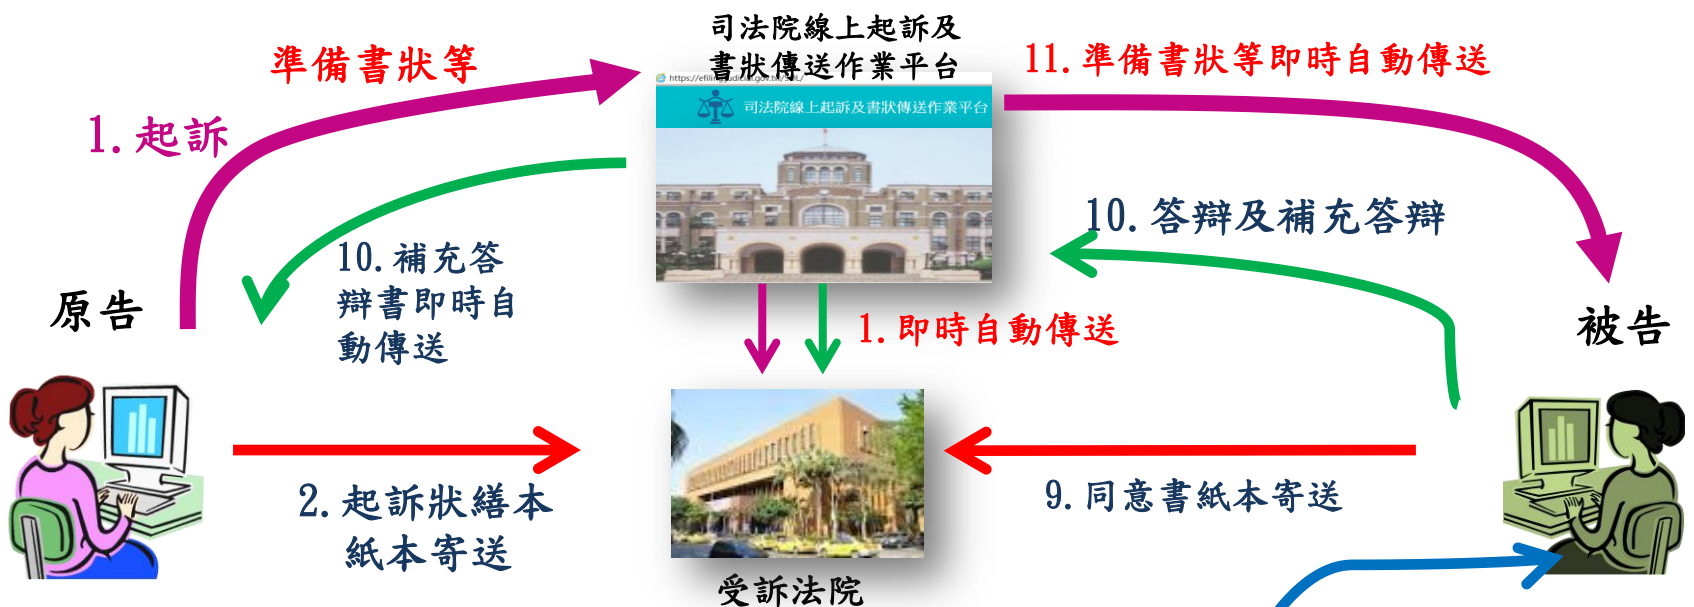 司法院線上起訴及
書狀傳送作業平台
準備書狀等
11.準備書狀等即時自動傳送
司法院線上起訴及書狀傳送作業平台
1.起訴
10.答辯及補充答辯
10.補充答
辯書即時自
動傳送
原告
1.即時自動傳送
被告
2.起訴狀繕本
紙本寄送
9.同意書紙本寄送
受訴法院